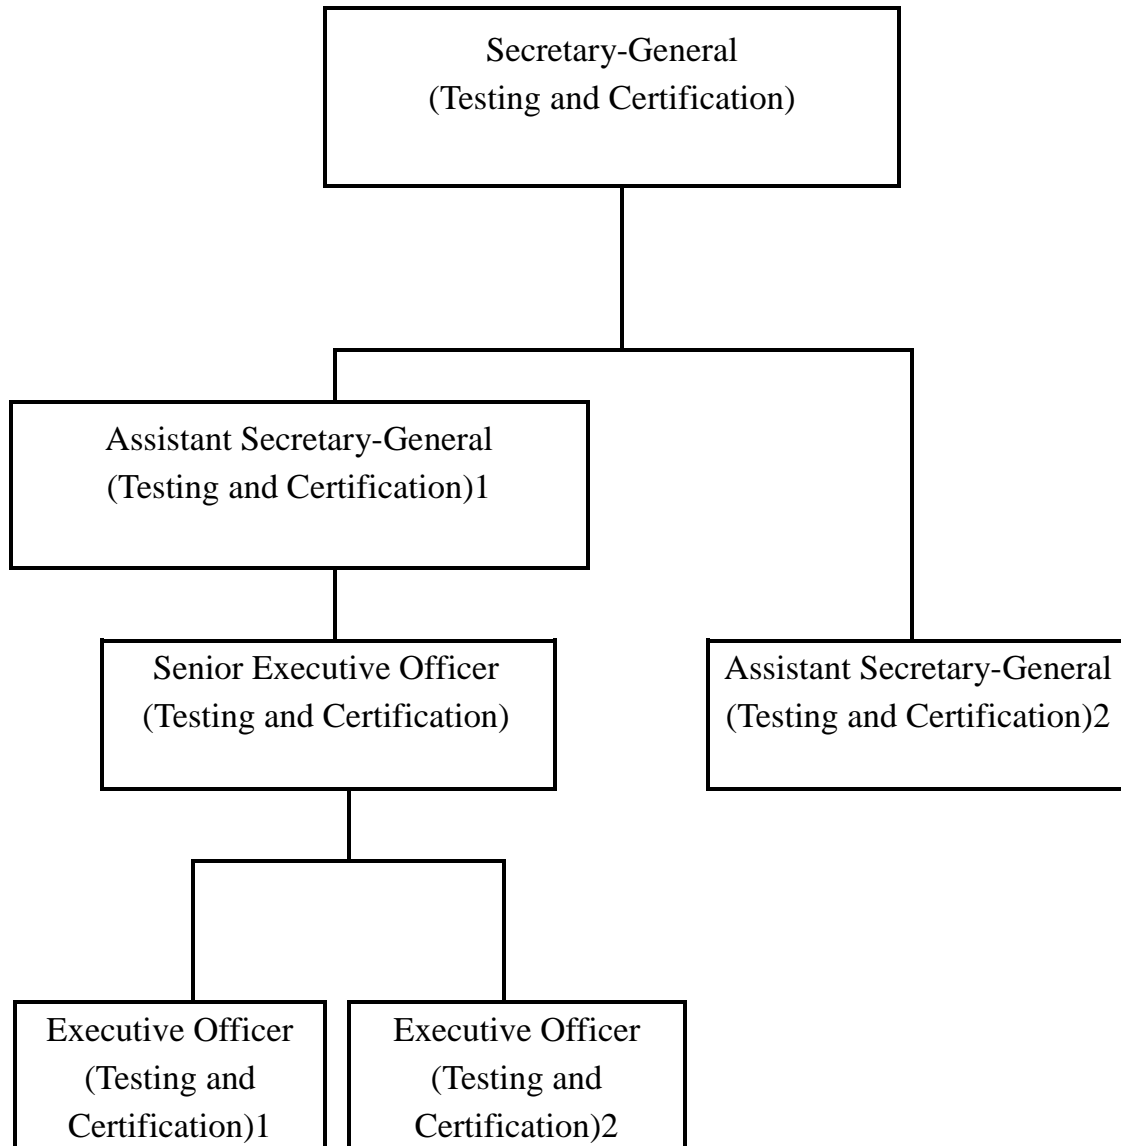 Secretary-General
(Testing and Certification)
Assistant Secretary-General
(Testing and Certification)1
Senior Executive Officer
(Testing and Certification)
Assistant Secretary-General
(Testing and Certification)2
Executive Officer
(Testing and
Certification)1
Executive Officer
(Testing and
Certification)2